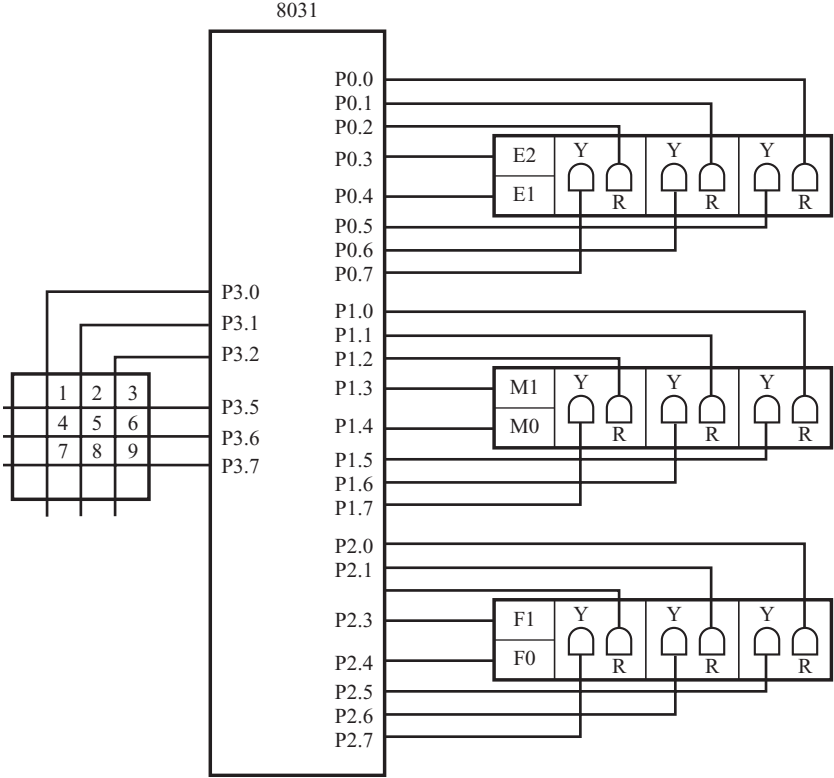 8031
P0.0
P0.1
P0.2
P0.3
P0.4
P0.5
P0.6
P0.7
E2 Y Y Y
E1 R R R
P3.0
P3.1
P3.2
P3.5
P3.6
P3.7
1 2 3
4 5 6
7 8 9
P1.0
P1.1
P1.2
P1.3
P1.4
P1.5
P1.6
P1.7
M1 Y Y Y
M0 R R R
P2.0
P2.1
P2.3
P2.4
P2.5
P2.6
P2.7
F1 Y Y Y
F0 R R R